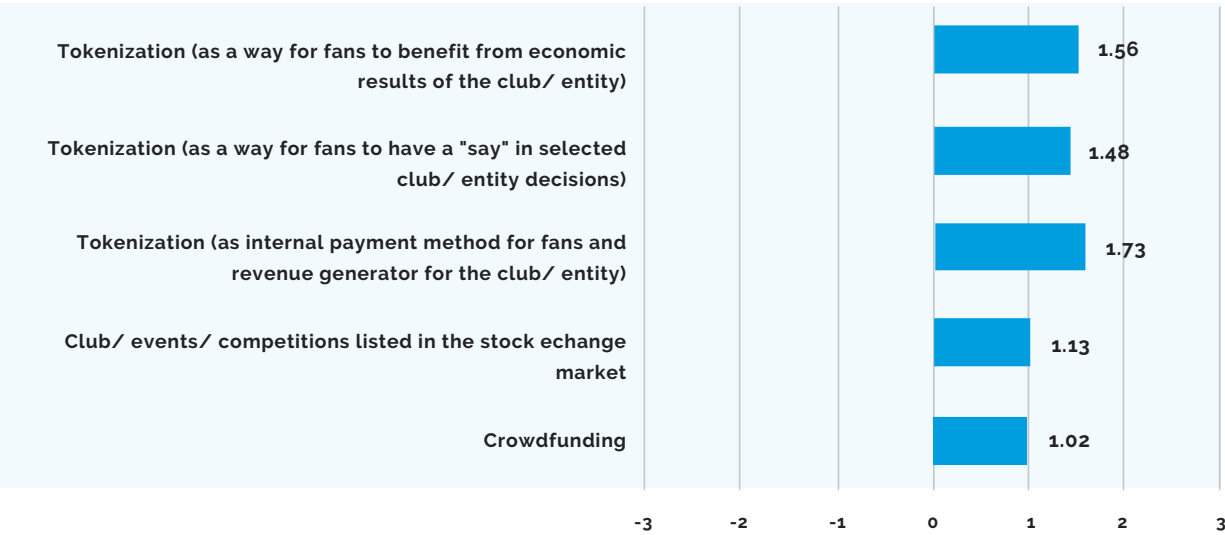 Tokenization (as a way for fans to benefit from economic
results of the club/ entity)
1.56
Tokenization (as a way for fans to have a "say" in selected
club/ entity decisions)
1.48
Tokenization (as internal payment method for fans and
revenue generator for the club/ entity)
1.73
Club/ events/ competitions listed in the stock echange
market
1.13
Crowdfunding
1.02
-3 -2 -1 0 1 2 3